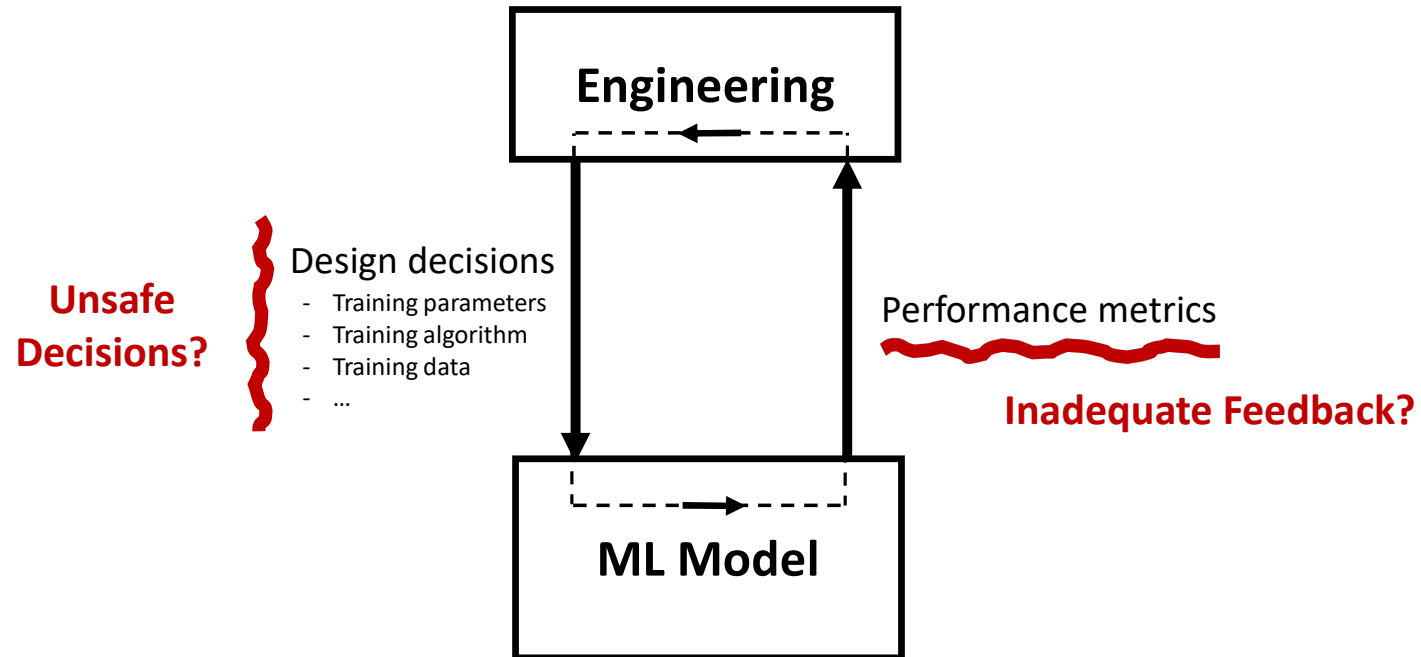 Engineering
Unsafe
Decisions?
Design decisions
- Training parameters
- Training algorithm
- Training data
- …
Performance metrics
Inadequate Feedback?
ML Model